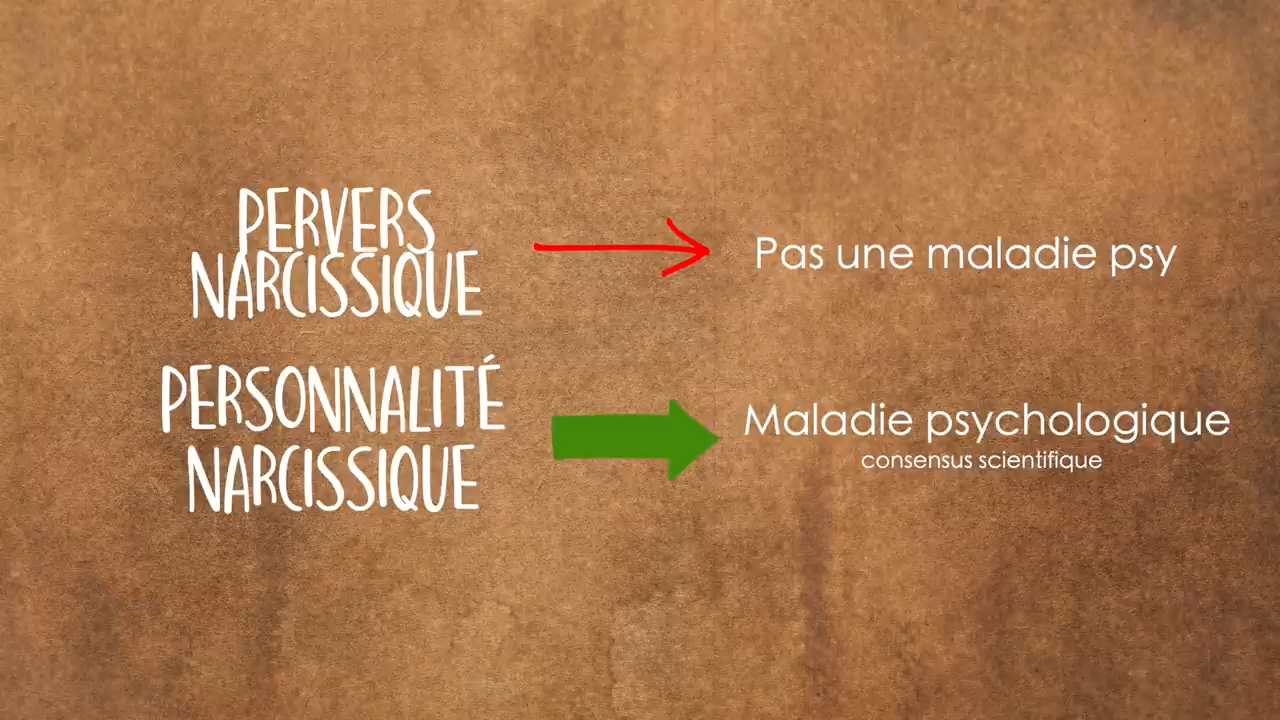 PERVERS
NARCISSIQUE
Pas une maladie psy
PERSONNALITÉ
NARCISSIQUE
Maladie psychologique
consensus scientifique